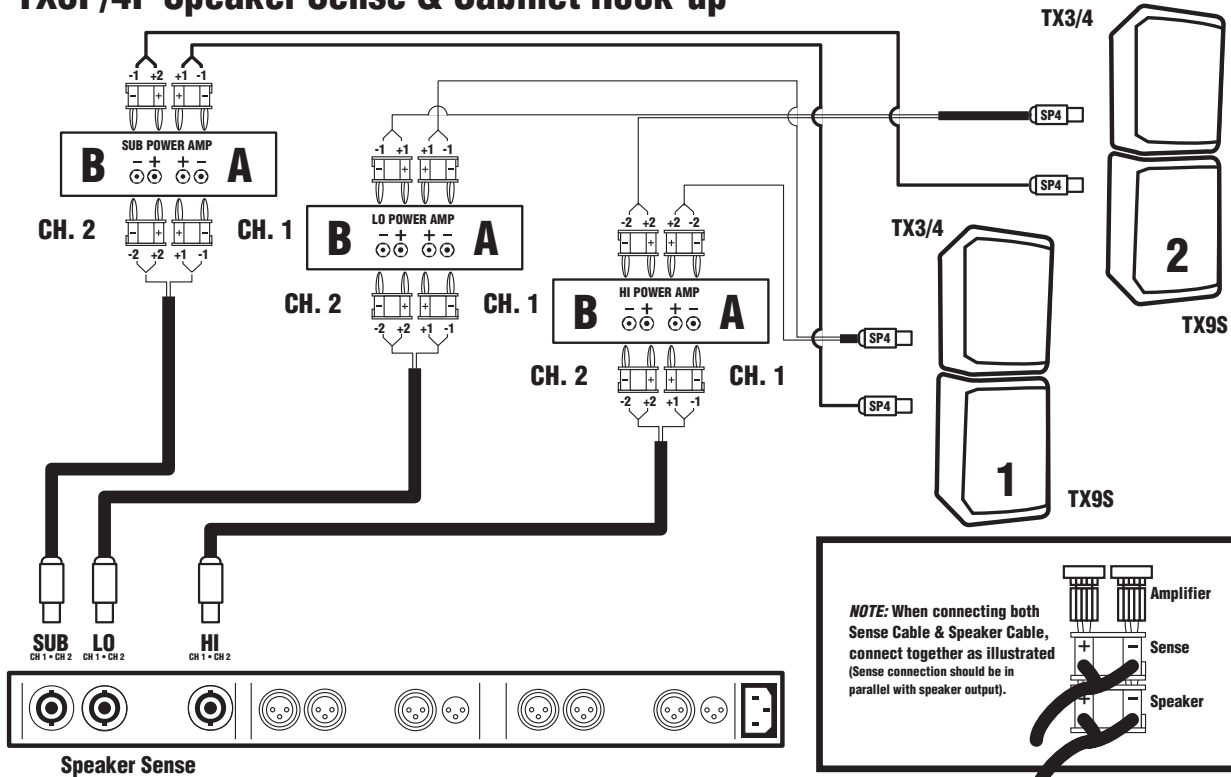 TX3P/4P Speaker Sense & Cabinet Hook-up
TX3/4
-1 +2 +1 -1
- + + -
SUB POWER AMP
B - + + - A
- + + -
CH. 2
CH. 1
-2 +2 +1 -1
-1 +1 +1 -1
- + + -
LO POWER AMP
B - + + - A
- + + -
CH. 2
CH. 1
-2 +2 +1 -1
-2 +2 +2 -2
- + + -
HI POWER AMP
B - + + - A
- + + -
CH. 2
CH. 1
-2 +2 +1 -1
SP4
SP4
2
TX9S
TX3/4
SP4
SP4
1
TX9S
SUB
CH 1 • CH 2
LO
CH 1 • CH 2
HI
CH 1 • CH 2
Speaker Sense
NOTE: When connecting both
Sense Cable & Speaker Cable,
connect together as illustrated
(Sense connection should be in
parallel with speaker output).
Amplifier
+ -
Sense
+ -
Speaker